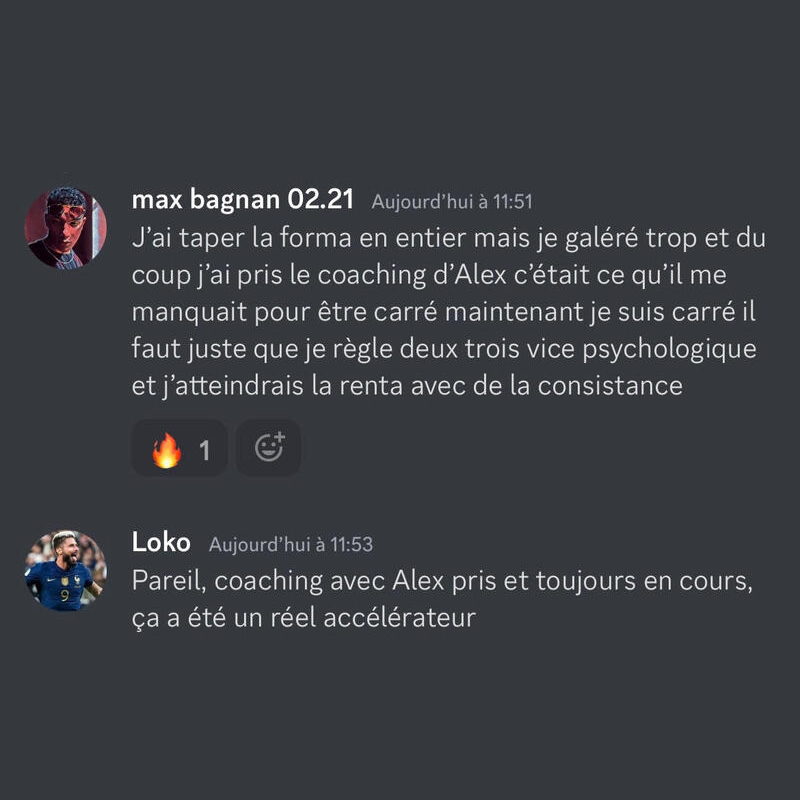 max bagnan 02.21 Aujourd’hui à 11:51
J’ai taper la forma en entier mais je galéré trop et du
coup j’ai pris le coaching d’Alex c’était ce qu’il me
manquait pour être carré maintenant je suis carré il
faut juste que je règle deux trois vice psychologique
et j’atteindrais la renta avec de la consistance
1
Loko Aujourd’hui à 11:53
Pareil, coaching avec Alex pris et toujours en cours,
ça a été un réel accélérateur